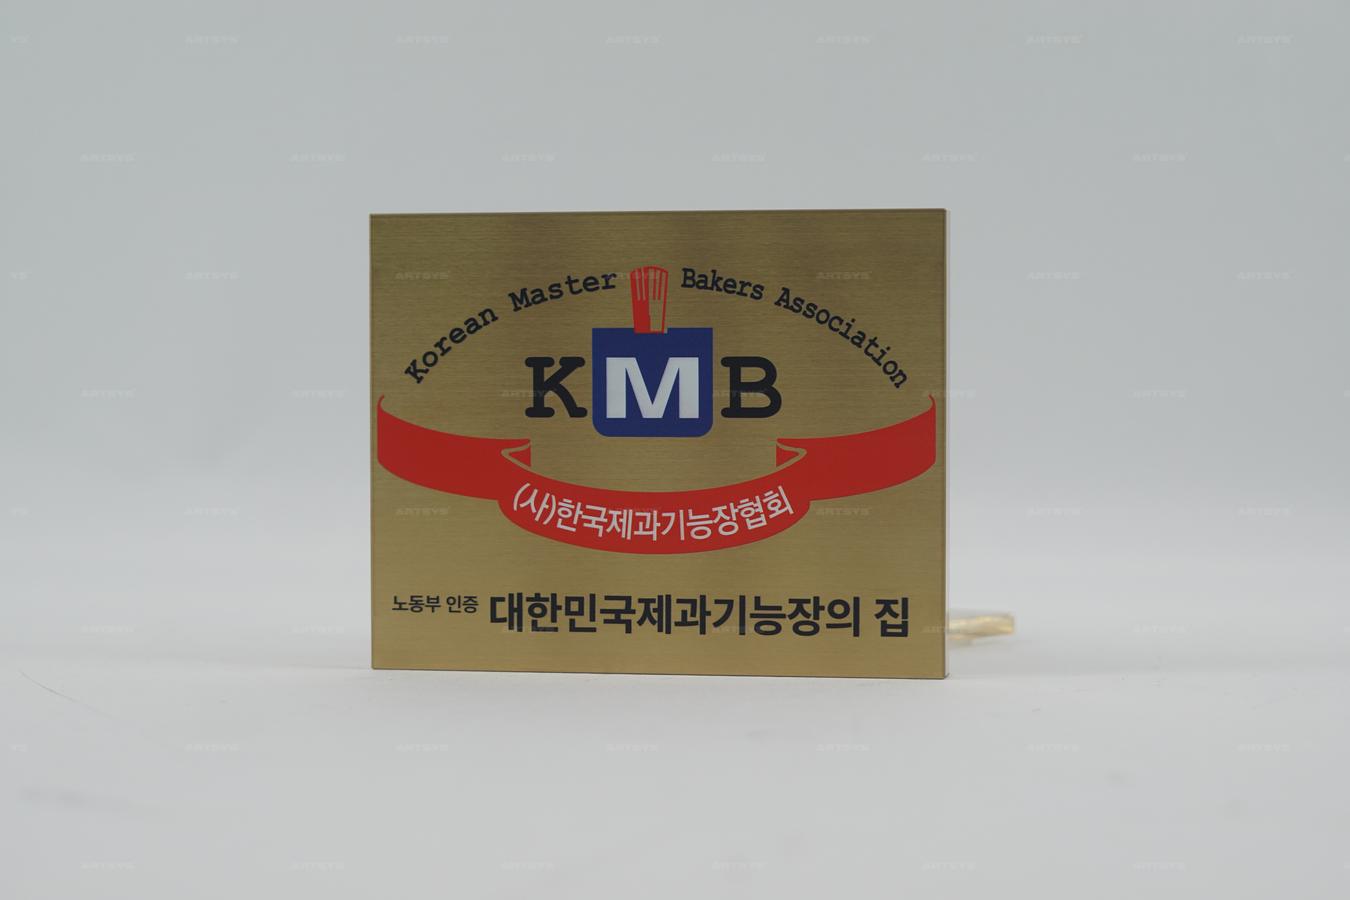 Korean Master Bakers Association
KMB
(사)한국제과기능장협회
노동부 인증 대한민국제과기능장의 집
ARTSYS